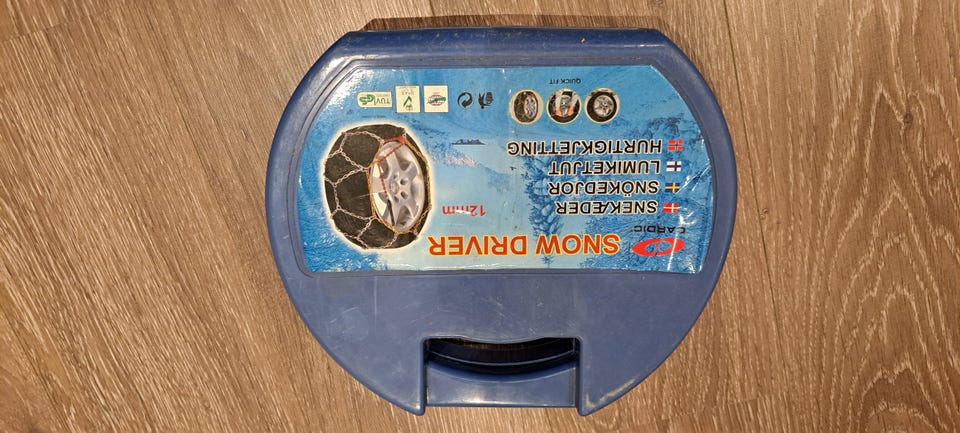 CARDIC
SNOW DRIVER
SNEKÆDER
SNÖKEDJOR
LUMIKETJUT
HURTIGKJETTING
12mm
QUICK FIT
TÜV